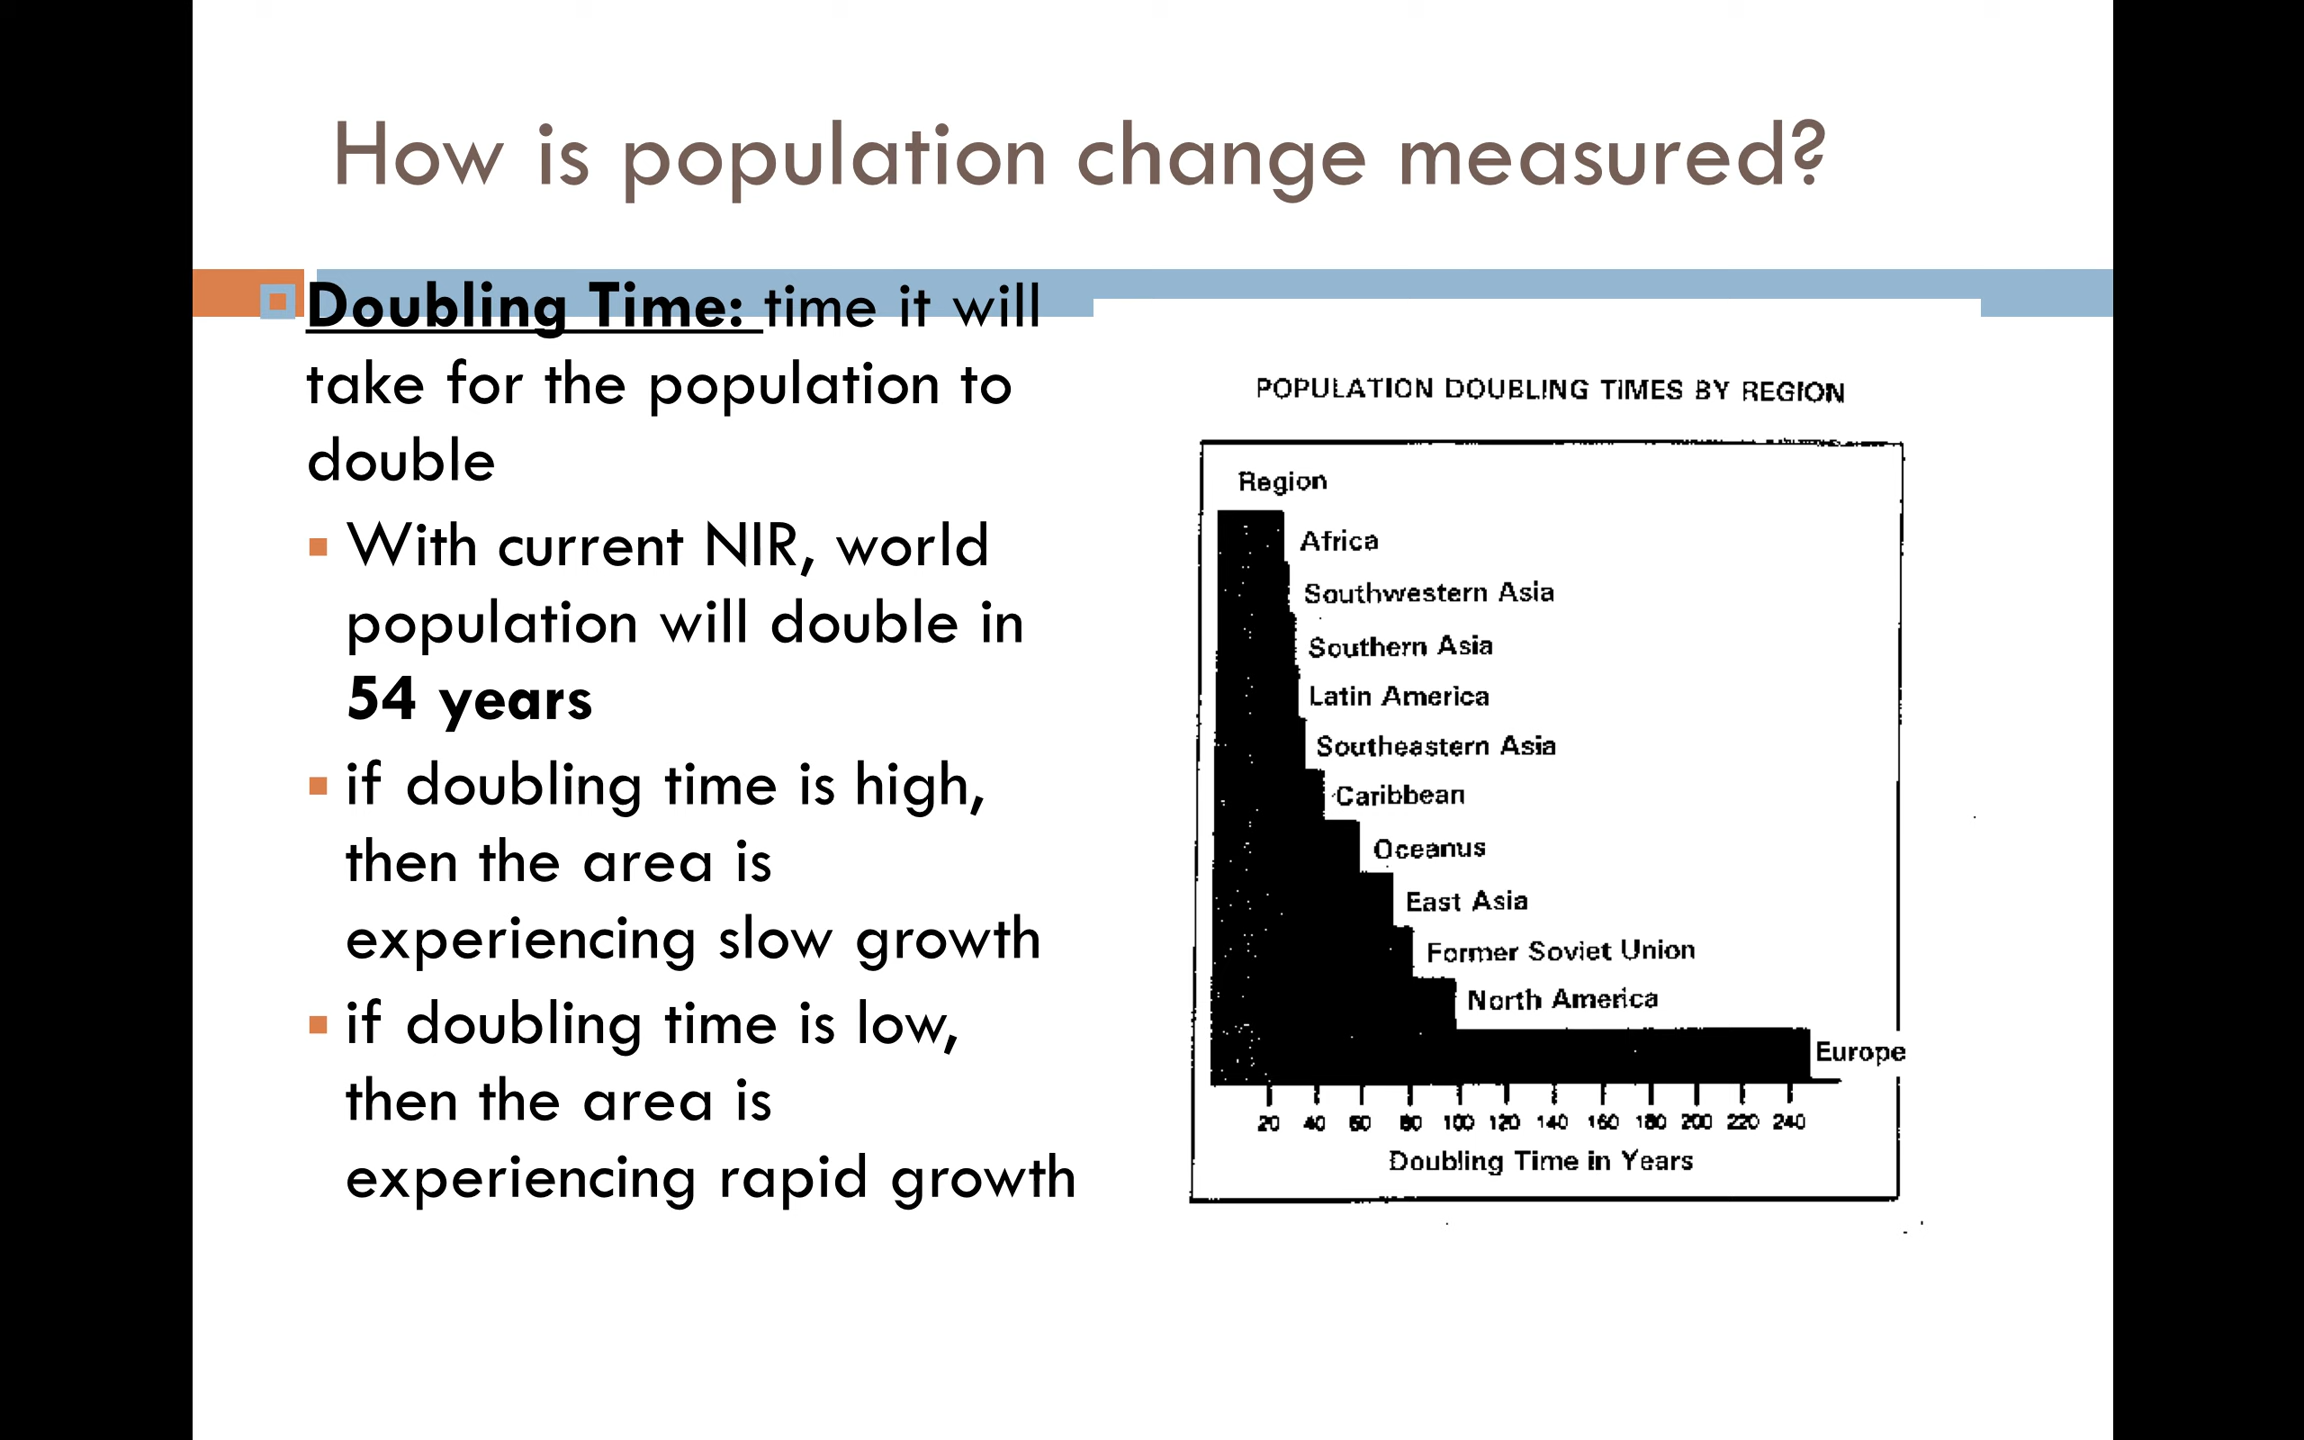 How is population change measured?
Doubling Time: time it will
take for the population to
double
With current NIR, world
population will double in
54 years
if doubling time is high,
then the area is
experiencing slow growth
if doubling time is low,
then the area is
experiencing rapid growth
POPULATION DOUBLING TIMES BY REGION
Region
Africa
Southwestern Asia
Southern Asia
Latin America
Southeastern Asia
Caribbean
Oceanus
East Asia
Former Soviet Union
North America
Europe
20 40 60 80 100 120 140 160 180 200 220 240
Doubling Time in Years